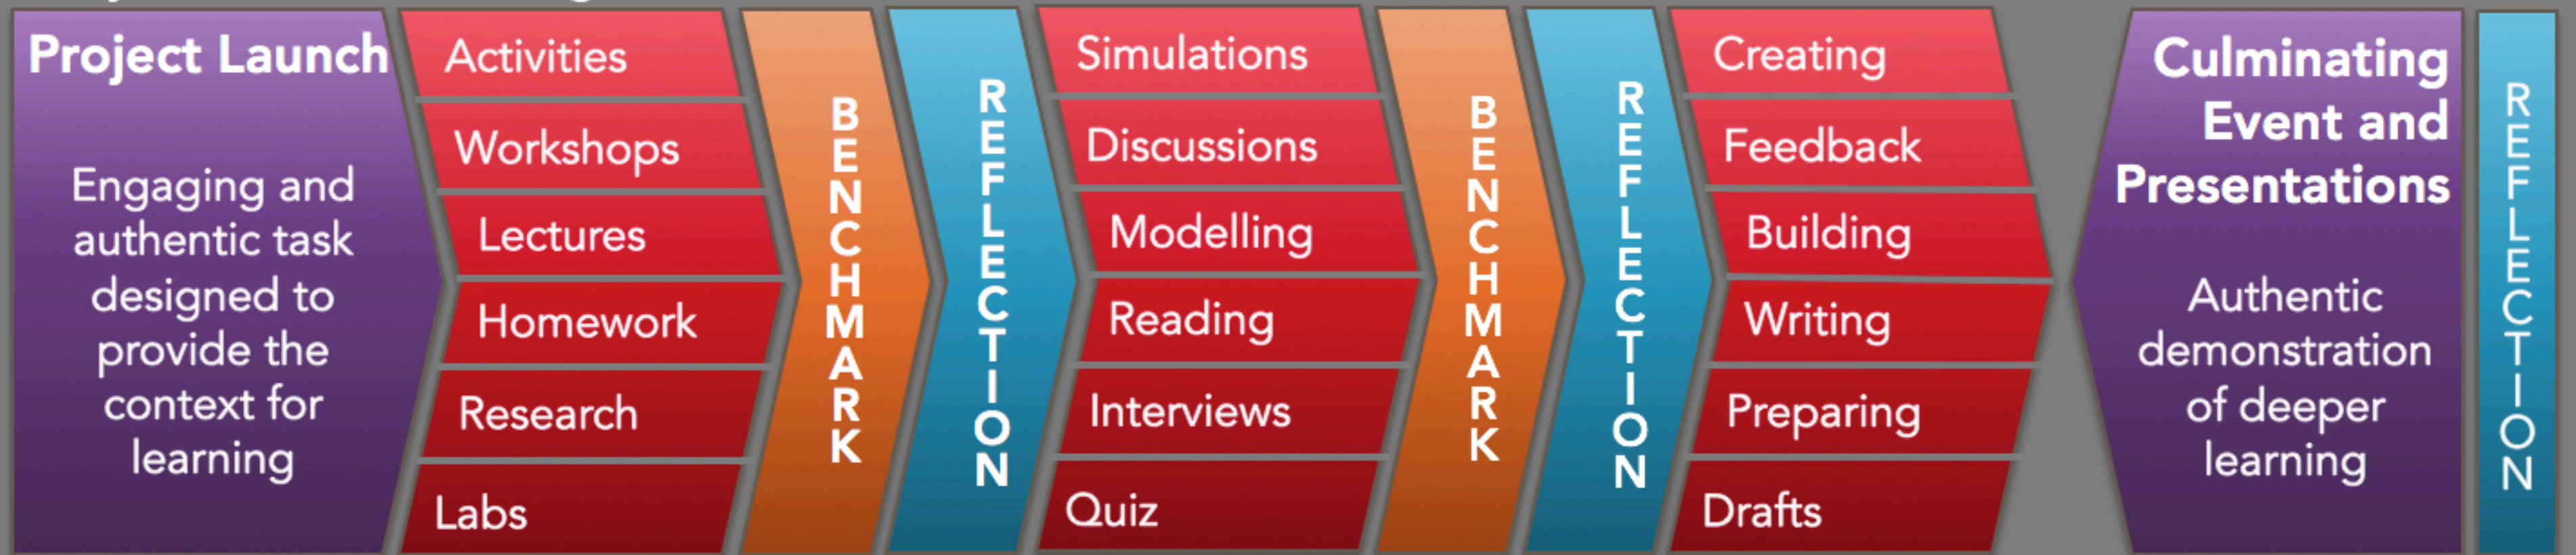 Project Launch
Engaging and
authentic task
designed to
provide the
context for
learning
Activities
Workshops
Lectures
Homework
Research
Labs
BENCHMARK
REFLECTION
Simulations
Discussions
Modelling
Reading
Interviews
Quiz
BENCHMARK
REFLECTION
Creating
Feedback
Building
Writing
Preparing
Drafts
Culminating
Event and
Presentations
Authentic
demonstration
of deeper
learning
REFLECTION